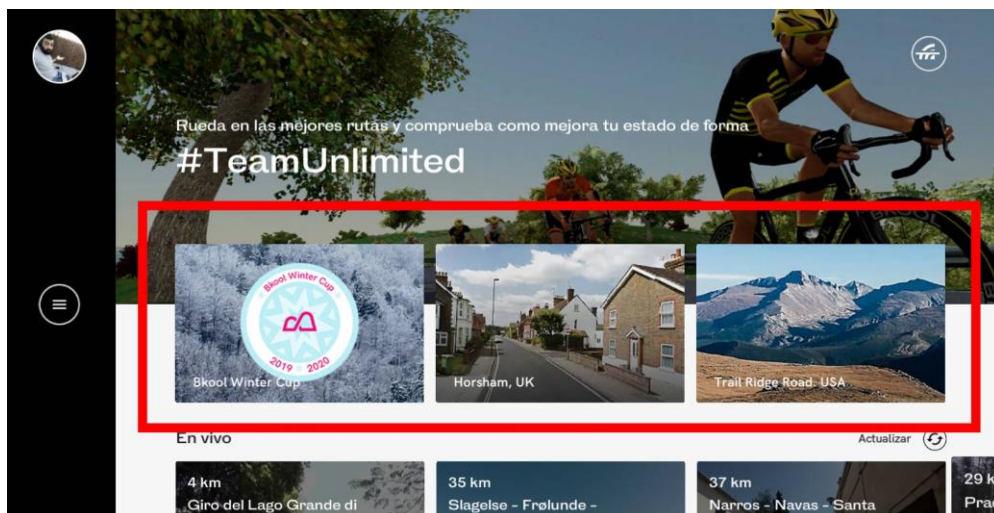 Rueda en las mejores rutas y comprueba como mejora tu estado de forma
#TeamUnlimited
BKOOL
Bkool Winter Cup
2019 2020
Bkool Winter Cup
Horsham, UK
Trail Ridge Road. USA
En vivo
Actualizar
4 km
Giro del Lago Grande di
35 km
Slagelse - Frølunde -
37 km
Narros - Navas - Santa
29 k
Prad